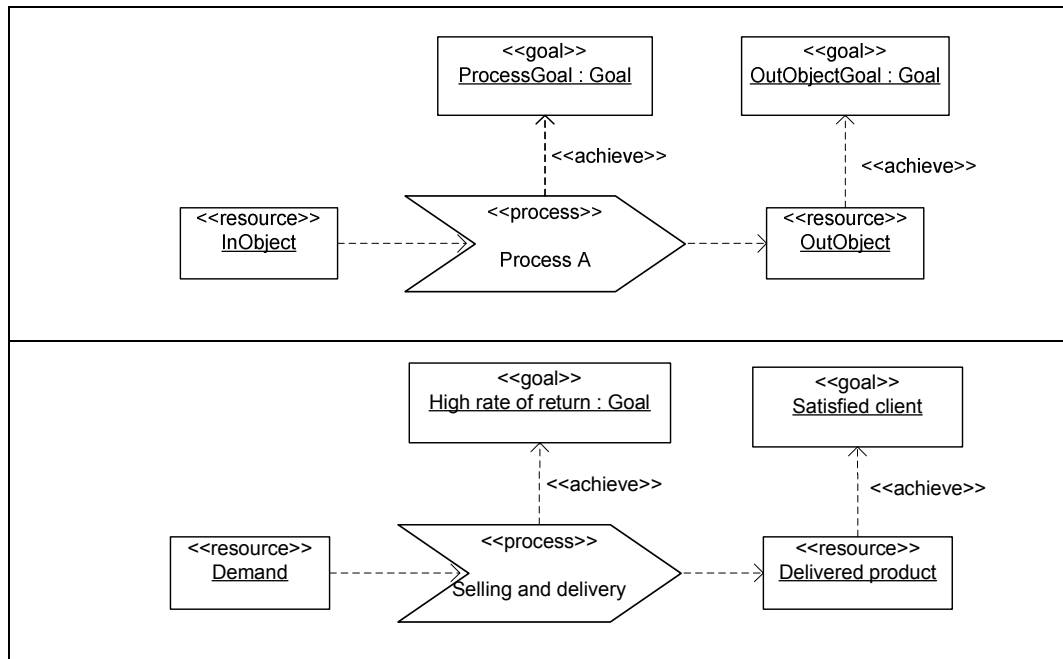 <<goal>>
ProcessGoal : Goal
<<goal>>
OutObjectGoal : Goal
<<achieve>>
<<achieve>>
<<resource>>
InObject
<<process>>
Process A
<<resource>>
OutObject
<<goal>>
High rate of return : Goal
<<goal>>
Satisfied client
<<achieve>>
<<achieve>>
<<resource>>
Demand
<<process>>
Selling and delivery
<<resource>>
Delivered product